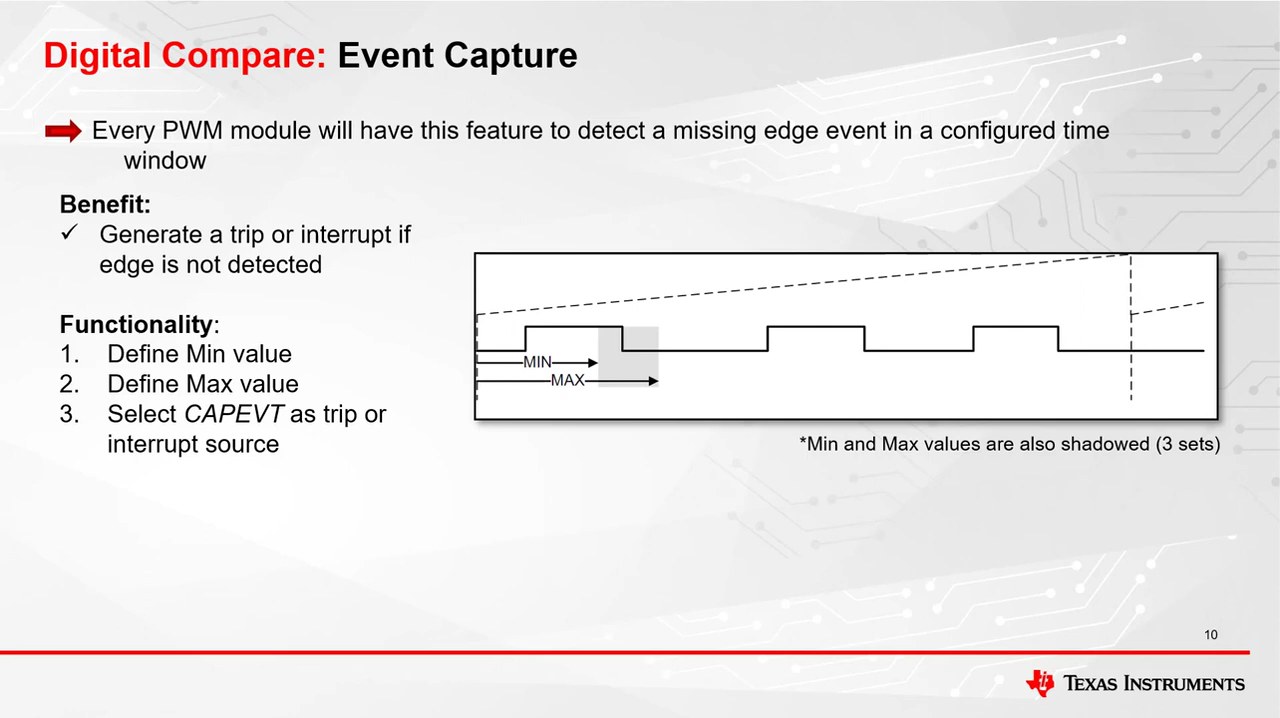 Digital Compare: Event Capture
Every PWM module will have this feature to detect a missing edge event in a configured time
window
Benefit:
✓ Generate a trip or interrupt if
edge is not detected
Functionality:
1. Define Min value
2. Define Max value
3. Select CAPEVT as trip or
interrupt source
MIN
MAX
*Min and Max values are also shadowed (3 sets)
10
TEXAS INSTRUMENTS